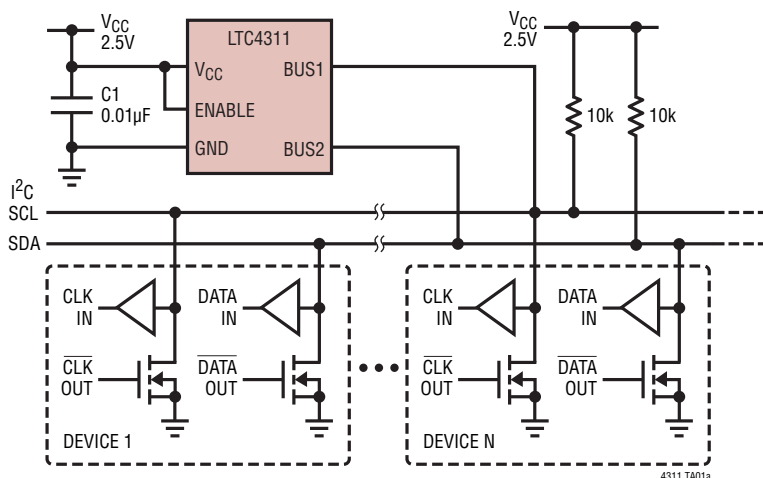 VCC
2.5V
LTC4311
VCC
BUS1
ENABLE
GND
BUS2
C1
0.01µF
VCC
2.5V
10k
10k
I²C
SCL
SDA
CLK
IN
DATA
IN
CLK
OUT
DATA
OUT
DEVICE 1
CLK
IN
DATA
IN
CLK
OUT
DATA
OUT
DEVICE N
4311 TA01a